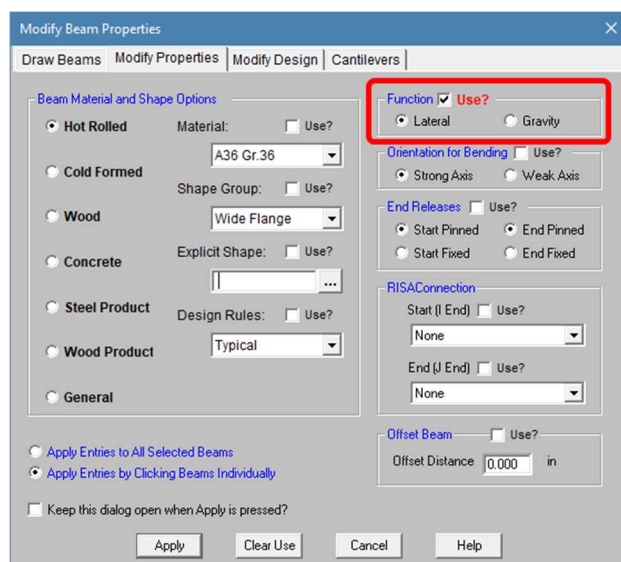 Modify Beam Properties
Draw Beams Modify Properties Modify Design Cantilevers
Beam Material and Shape Options
Hot Rolled
Cold Formed
Wood
Concrete
Steel Product
Wood Product
General
Material: Use?
A36 Gr.36
Shape Group: Use?
Wide Flange
Explicit Shape: Use?
...
Design Rules: Use?
Typical
Function Use?
Lateral Gravity
Orientation for Bending Use?
Strong Axis Weak Axis
End Releases Use?
Start Pinned End Pinned
Start Fixed End Fixed
RISAConnection
Start (I End) Use?
None
End (J End) Use?
None
Offset Beam Use?
Offset Distance 0.000 in
Apply Entries to All Selected Beams
Apply Entries by Clicking Beams Individually
Keep this dialog open when Apply is pressed?
Apply Clear Use Cancel Help